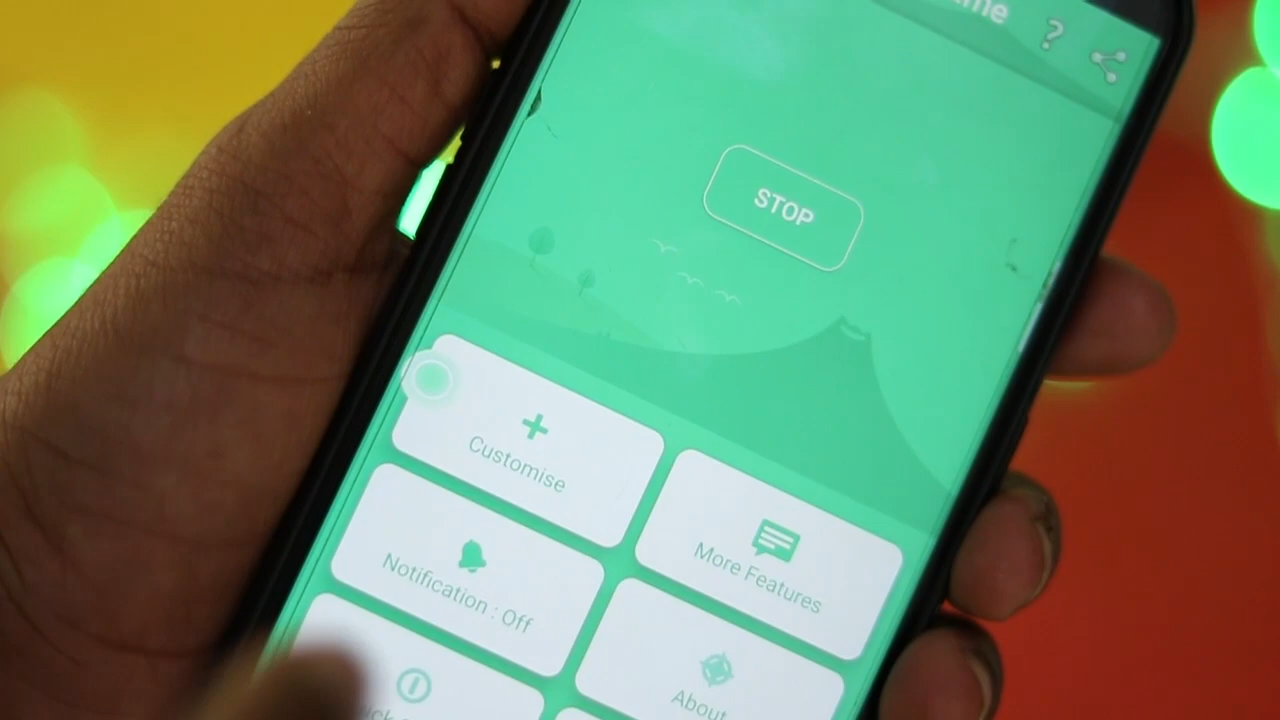 ?
STOP
Customise
More Features
Notification : Off
About